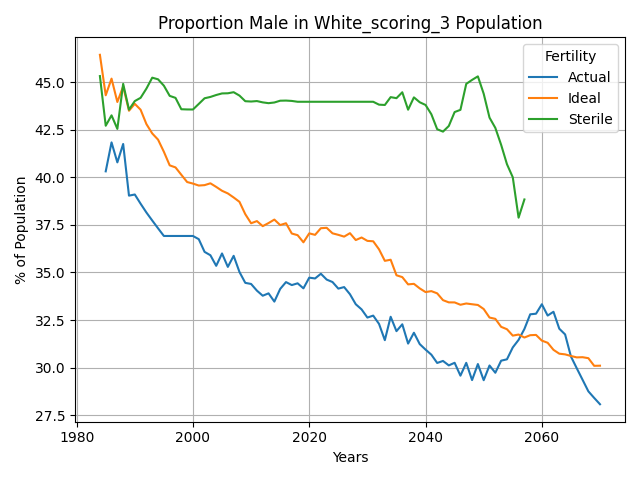 Proportion Male in White_scoring_3 Population
Fertility
Actual
Ideal
Sterile
% of Population
45.0
42.5
40.0
37.5
35.0
32.5
30.0
27.5
1980
2000
2020
2040
2060
Years